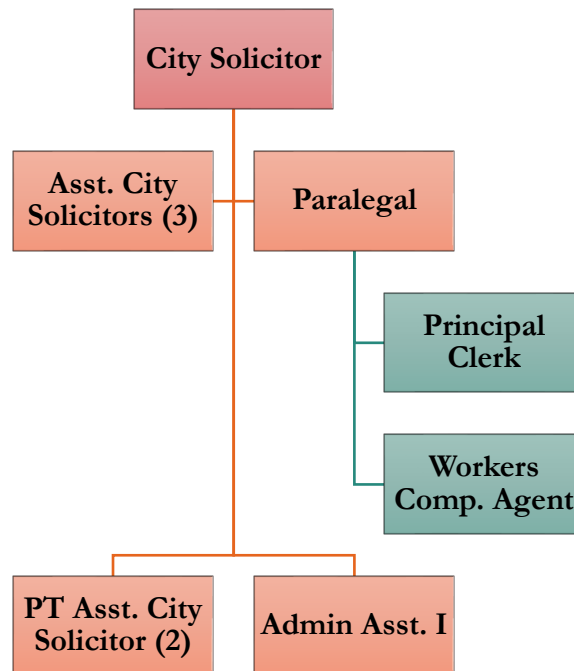 City Solicitor
Asst. City
Solicitors (3)
Paralegal
Principal
Clerk
Workers
Comp. Agent
PT Asst. City
Solicitor (2)
Admin Asst. I